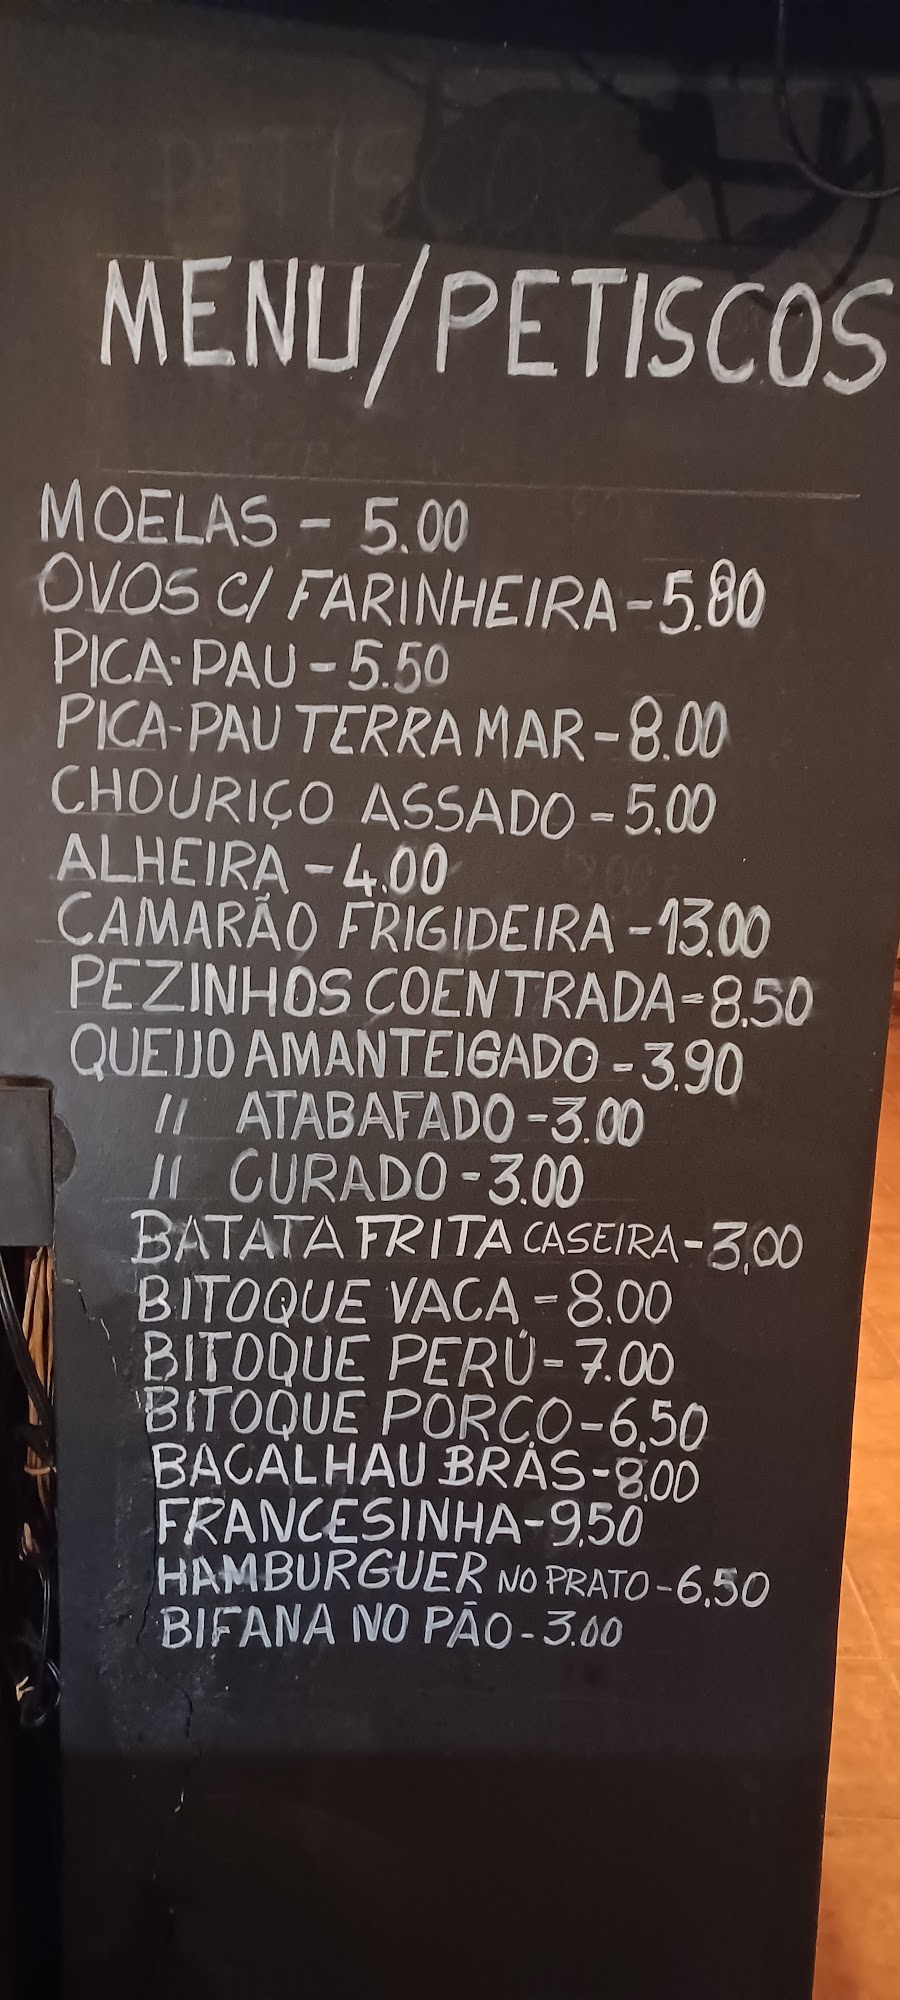 MENU/PETISCOS
MOELAS - 5.00
OVOS C/ FARINHEIRA - 5.80
PICA-PAU - 5.50
PICA-PAU TERRA MAR - 8.00
CHOURIÇO ASSADO - 5.00
ALHEIRA - 4.00
CAMARÃO FRIGIDEIRA - 13.00
PEZINHOS COENTRADA - 8.50
QUEIJO AMANTEIGADO - 3.90
// ATABAFADO - 3.00
// CURADO - 3.00
BATATA FRITA CASEIRA - 3,00
BITOQUE VACA - 8.00
BITOQUE PERÚ - 7.00
BITOQUE PORCO - 6,50
BACALHAU BRÁS - 8,00
FRANCESINHA - 9,50
HAMBURGUER NO PRATO - 6,50
BIFANA NO PÃO - 3.00